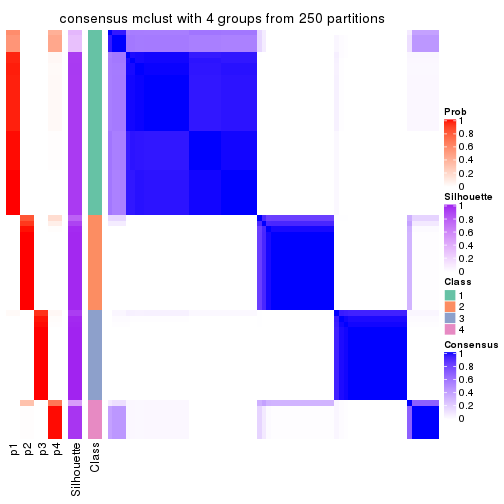 consensus mclust with 4 groups from 250 partitions
Prob
1
0.8
0.6
0.4
0.2
0
Silhouette
1
0.8
0.6
0.4
0.2
0
Class
1
2
3
4
Consensus
1
0.8
0.6
0.4
0.2
0
p1
p2
p3
p4
Silhouette
Class